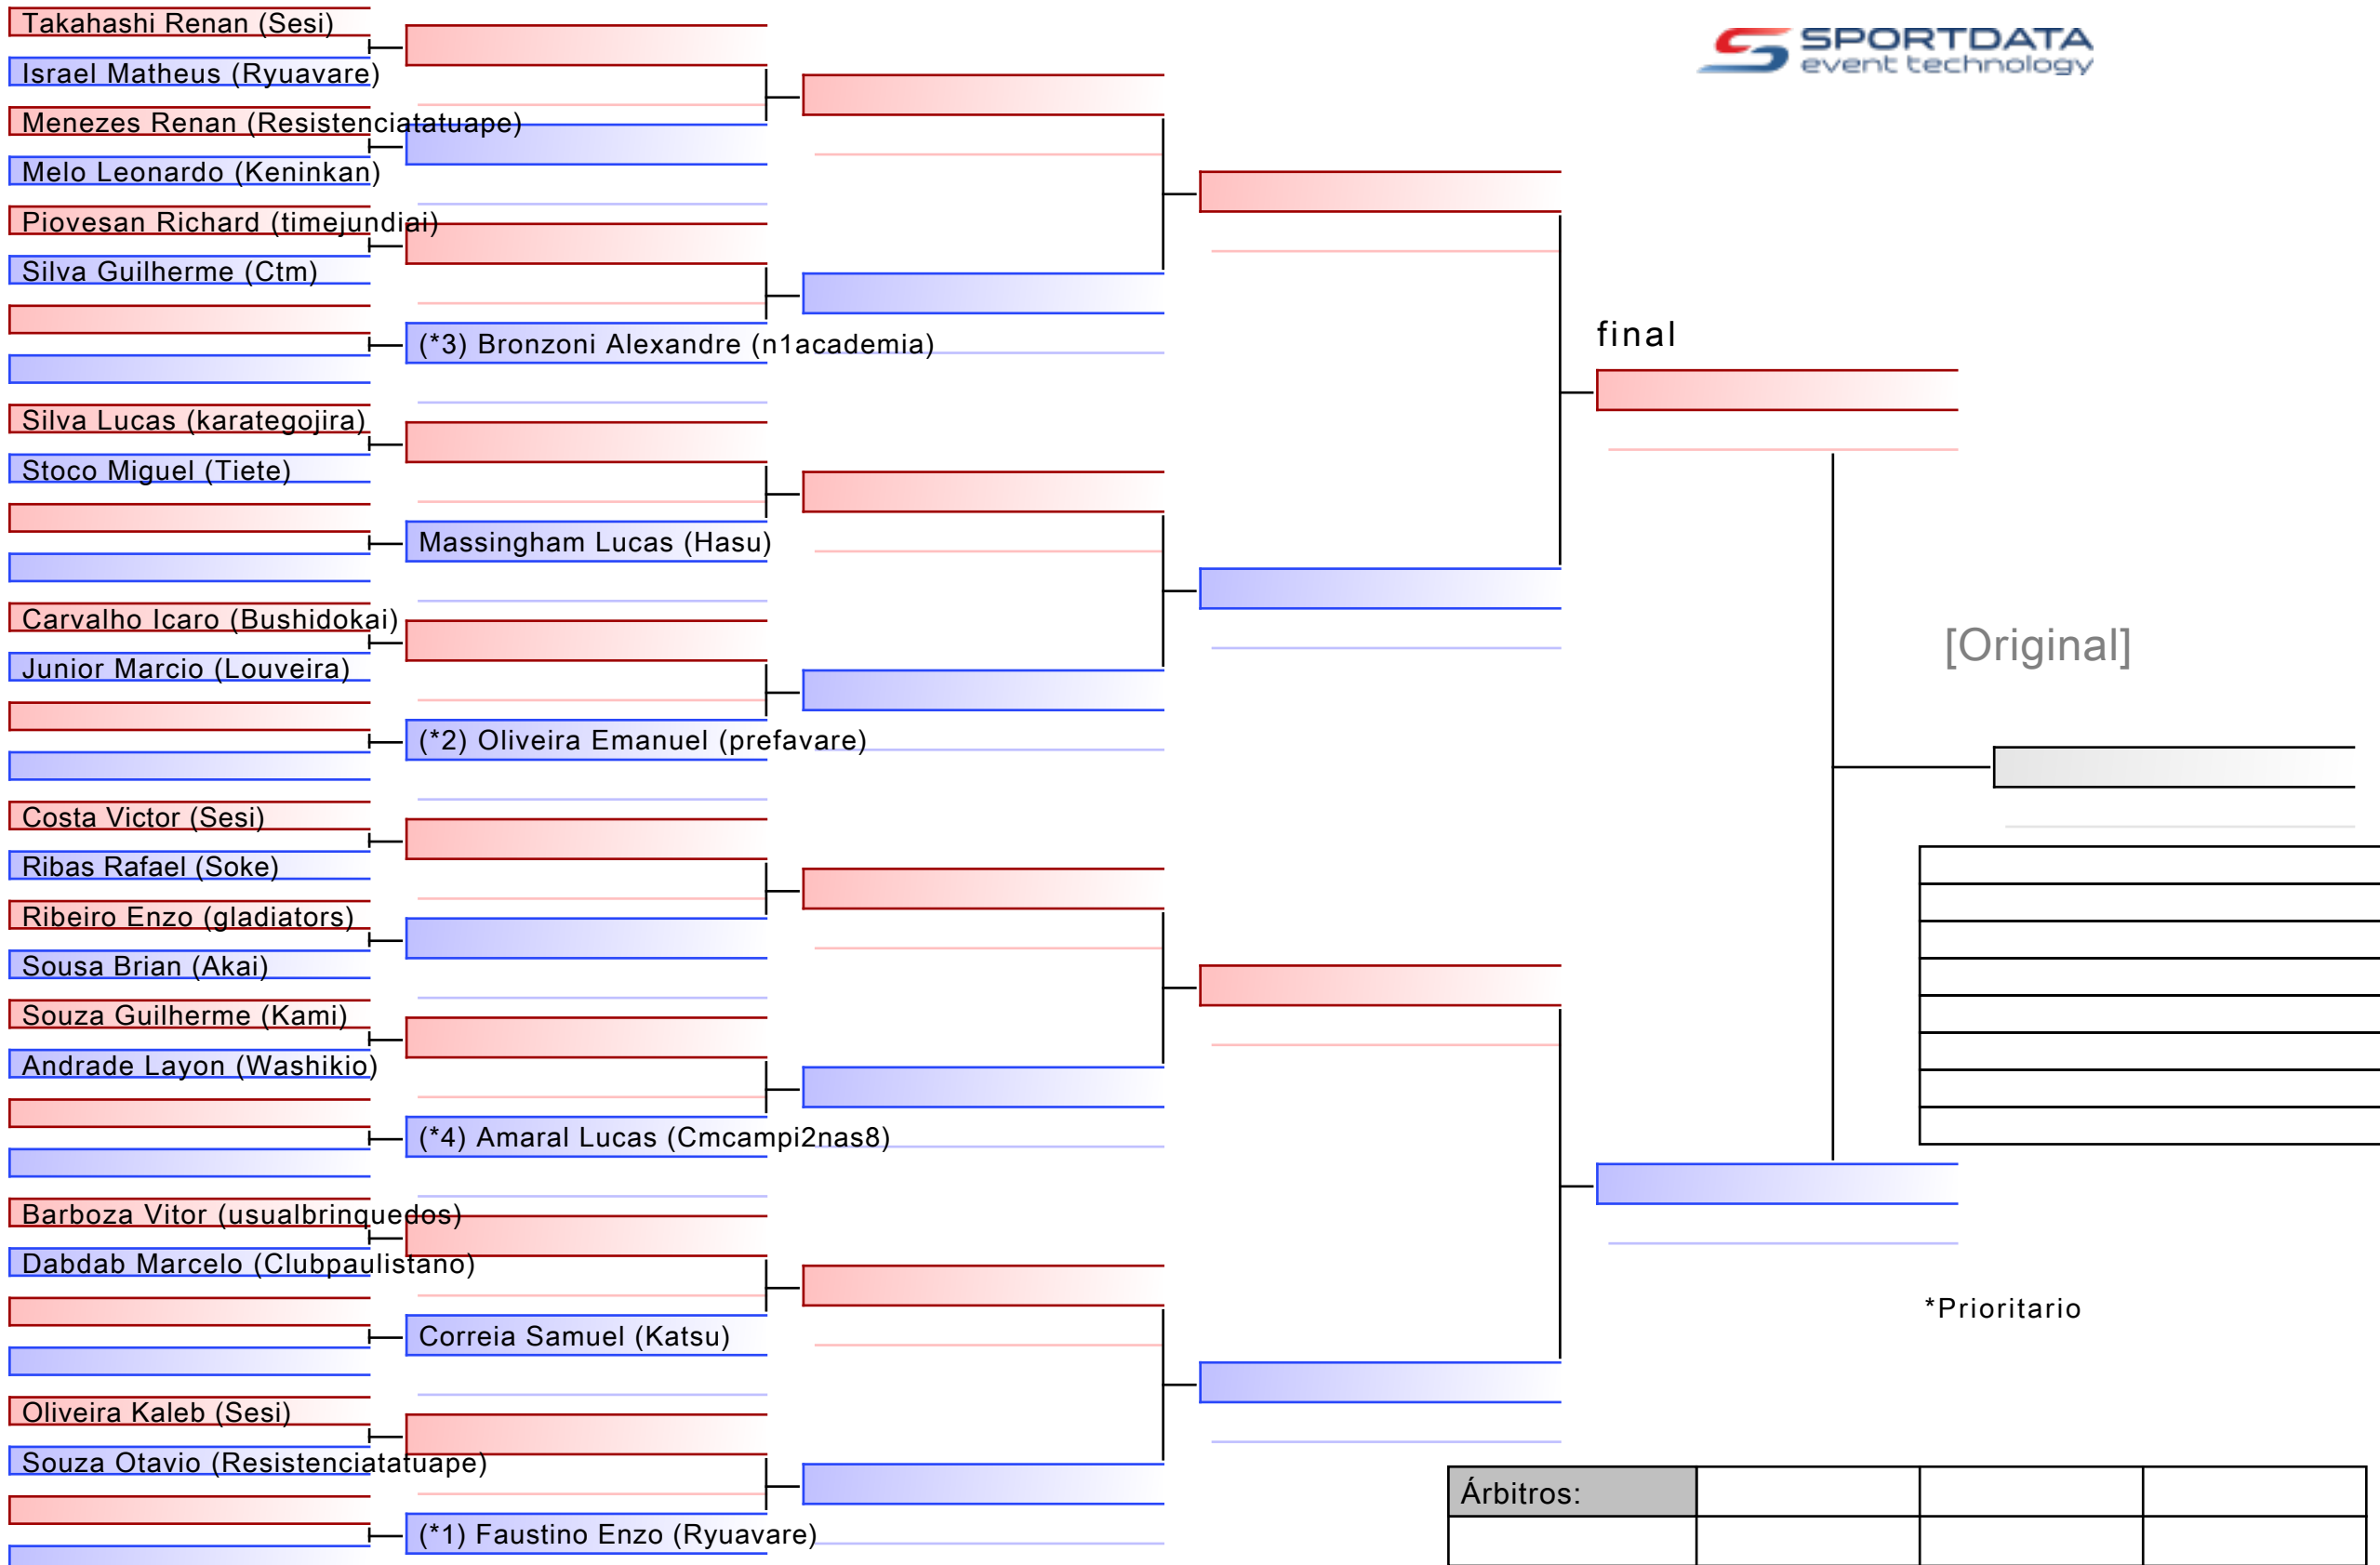 Takahashi Renan (Sesi)
Israel Matheus (Ryuavare)
Menezes Renan (Resistenciatatuape)
Melo Leonardo (Keninkan)
Piovesan Richard (timejundiai)
Silva Guilherme (Ctm)
(*3) Bronzoni Alexandre (n1academia)
Silva Lucas (karategojira)
Stoco Miguel (Tiete)
Massingham Lucas (Hasu)
Carvalho Icaro (Bushidokai)
Junior Marcio (Louveira)
(*2) Oliveira Emanuel (prefavare)
Costa Victor (Sesi)
Ribas Rafael (Soke)
Ribeiro Enzo (gladiators)
Sousa Brian (Akai)
Souza Guilherme (Kami)
Andrade Layon (Washikio)
(*4) Amaral Lucas (Cmcampi2nas8)
Barboza Vitor (usualbrinquedos)
Dabdab Marcelo (Clubpaulistano)
Correia Samuel (Katsu)
Oliveira Kaleb (Sesi)
Souza Otavio (Resistenciatatuape)
(*1) Faustino Enzo (Ryuavare)
SPORTDATA
event technology
final
[Original]
*Prioritario
Árbitros: